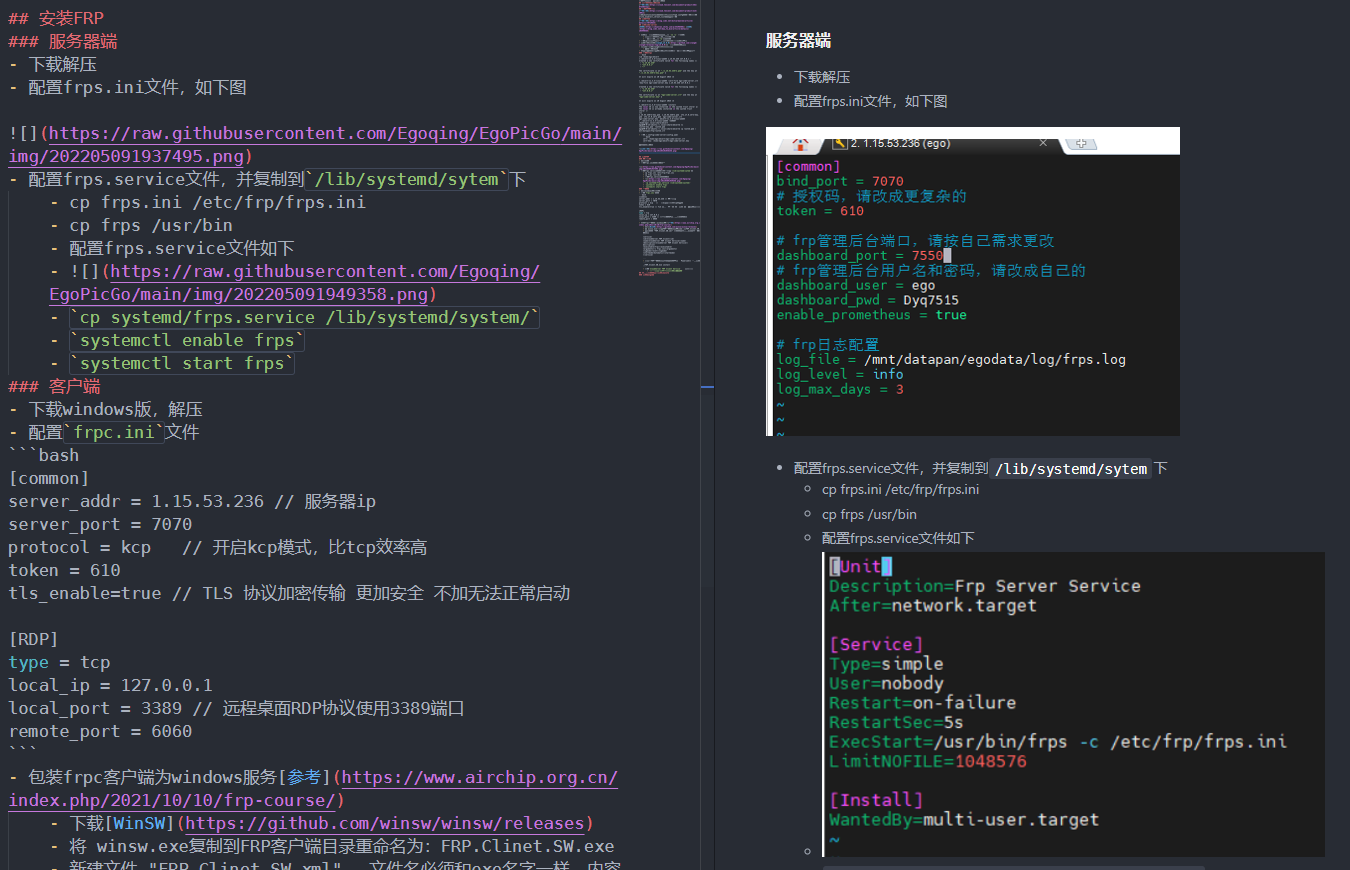 ## 安装FRP
### 服务器端
- 下载解压
- 配置frps.ini文件，如下图
![](https://raw.githubusercontent.com/Egoqing/EgoPicGo/main/
img/202205091937495.png)
- 配置frps.service文件，并复制到`/lib/systemd/sytem`下
- cp frps.ini /etc/frp/frps.ini
- cp frps /usr/bin
- 配置frps.service文件如下
- ![](https://raw.githubusercontent.com/Egoqing/
EgoPicGo/main/img/202205091949358.png)
- `cp systemd/frps.service /lib/systemd/system/`
- `systemctl enable frps`
- `systemctl start frps`
### 客户端
- 下载windows版，解压
- 配置`frpc.ini`文件
```bash
[common]
server_addr = 1.15.53.236 // 服务器ip
server_port = 7070
protocol = kcp   // 开启kcp模式，比tcp效率高
token = 610
tls_enable=true // TLS 协议加密传输 更加安全 不加无法正常启动
[RDP]
type = tcp
local_ip = 127.0.0.1
local_port = 3389 // 远程桌面RDP协议使用3389端口
remote_port = 6060
```
- 包装frpc客户端为windows服务[参考](https://www.airchip.org.cn/
index.php/2021/10/10/frp-course/)
- 下载[WinSW](https://github.com/winsw/winsw/releases)
- 将 winsw.exe复制到FRP客户端目录重命名为：FRP.Clinet.SW.exe
- 新建文件 "FRP.Clinet.SW.xml" ，文件名必须和exe名字一样，内容
服务器端
下载解压
配置frps.ini文件，如下图
2. 1.15.53.236 (ego)
[common]
bind_port = 7070
# 授权码，请改成更复杂的
token = 610
# frp管理后台端口，请按自己需求更改
dashboard_port = 7550
# frp管理后台用户名和密码，请改成自己的
dashboard_user = ego
dashboard_pwd = Dyq7515
enable_prometheus = true
# frp日志配置
log_file = /mnt/datapan/egodata/log/frps.log
log_level = info
log_max_days = 3
~
~
~
配置frps.service文件，并复制到 /lib/systemd/sytem 下
cp frps.ini /etc/frp/frps.ini
cp frps /usr/bin
配置frps.service文件如下
[Unit]
Description=Frp Server Service
After=network.target
[Service]
Type=simple
User=nobody
Restart=on-failure
RestartSec=5s
ExecStart=/usr/bin/frps -c /etc/frp/frps.ini
LimitNOFILE=1048576
[Install]
WantedBy=multi-user.target
~